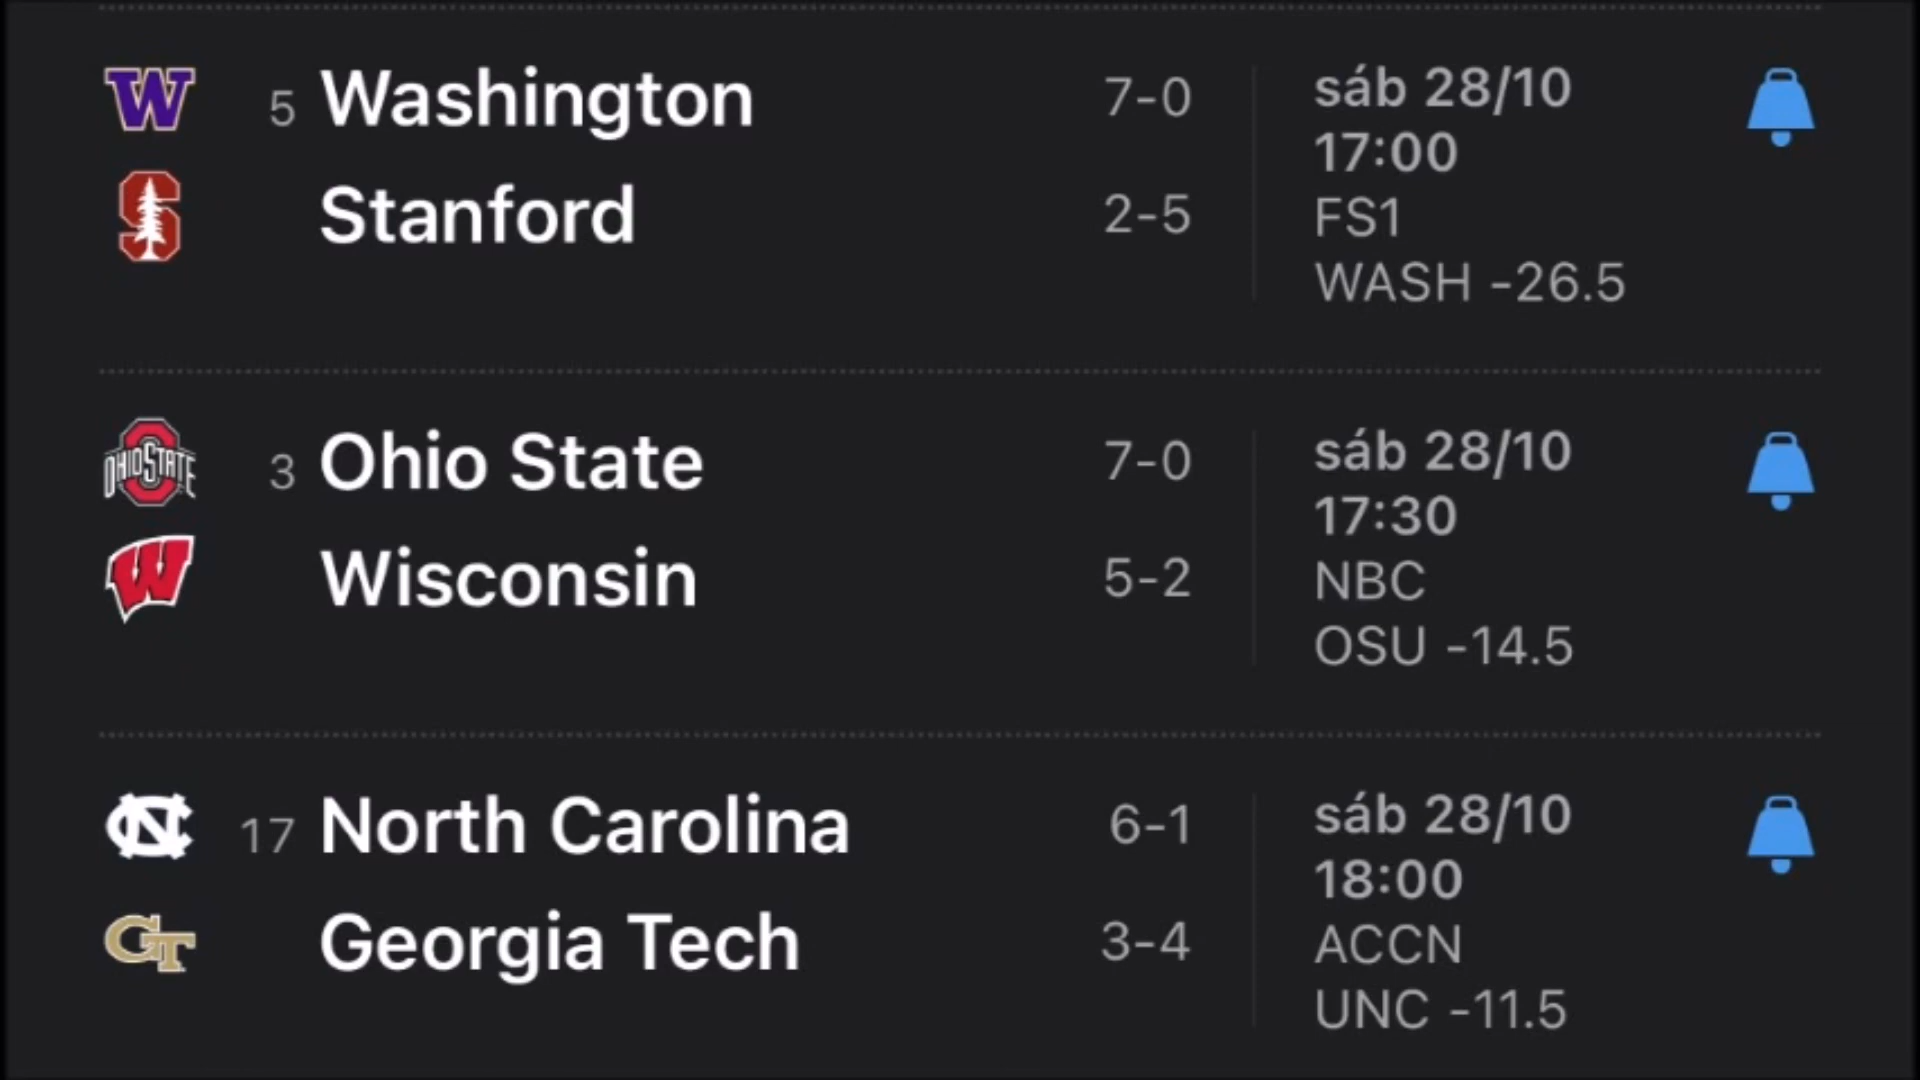 5 Washington 7-0
Stanford 2-5
sáb 28/10
17:00
FS1
WASH -26.5
OHIO STATE
3 Ohio State 7-0
Wisconsin 5-2
sáb 28/10
17:30
NBC
OSU -14.5
17 North Carolina 6-1
Georgia Tech 3-4
sáb 28/10
18:00
ACCN
UNC -11.5